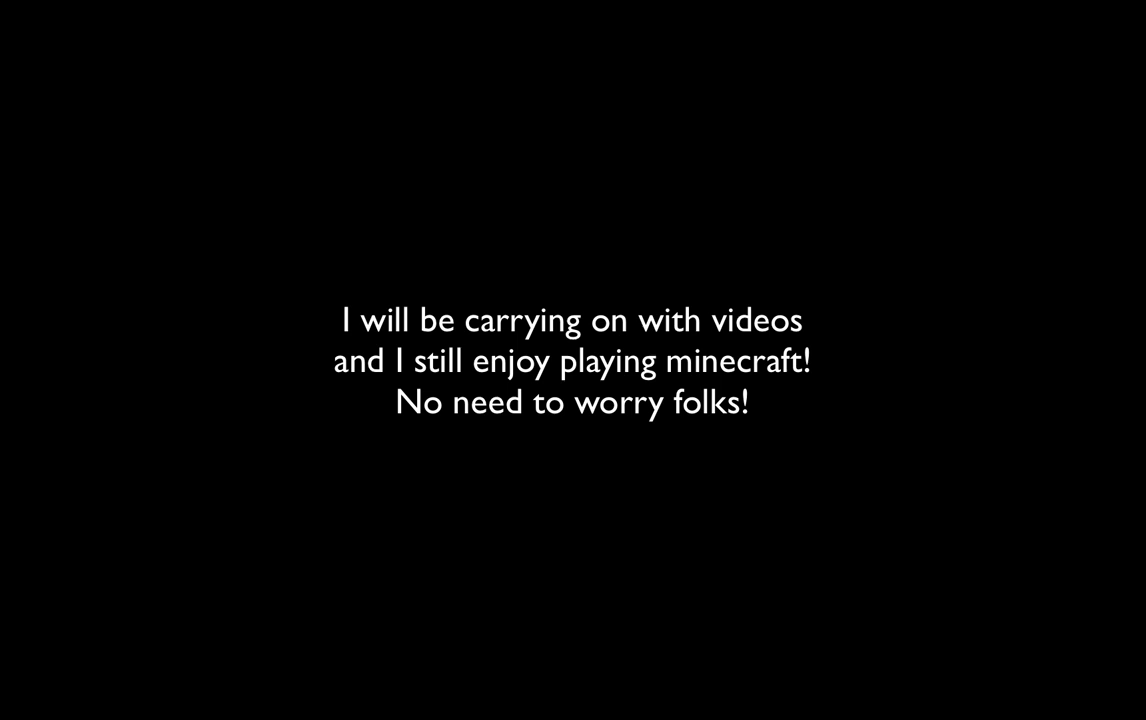 I will be carrying on with videos
and I still enjoy playing minecraft!
No need to worry folks!